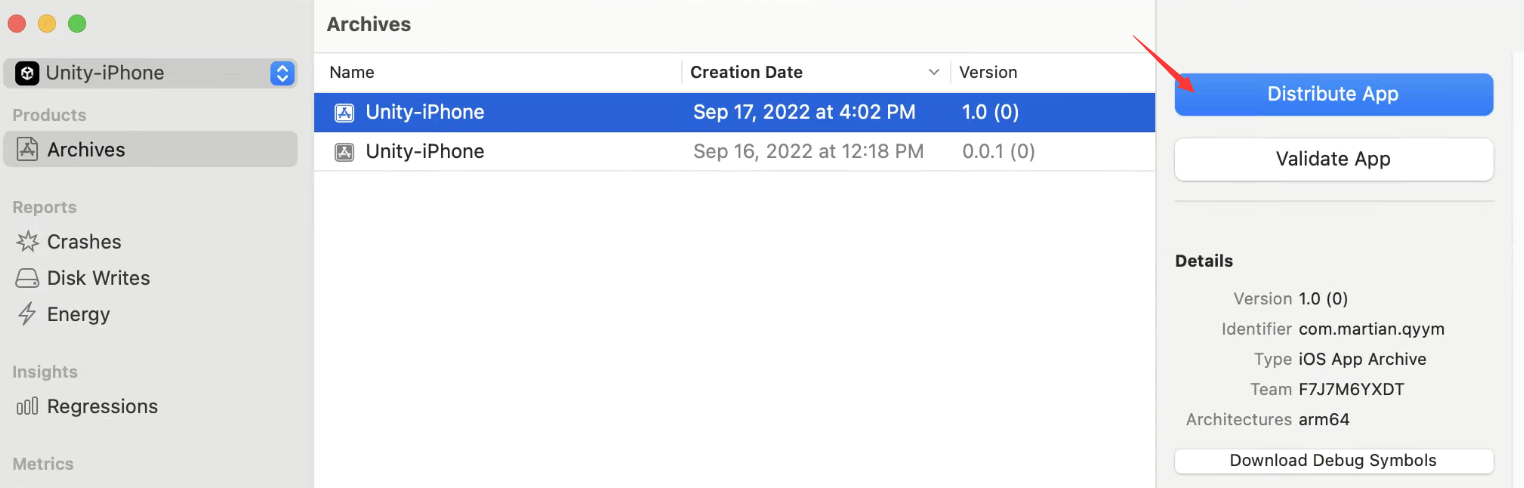 Unity-iPhone
Products
Archives
Reports
Crashes
Disk Writes
Energy
Insights
Regressions
Metrics
Archives
Name Creation Date Version
Unity-iPhone Sep 17, 2022 at 4:02 PM 1.0 (0)
Unity-iPhone Sep 16, 2022 at 12:18 PM 0.0.1 (0)
Distribute App
Validate App
Details
Version 1.0 (0)
Identifier com.martian.qyym
Type iOS App Archive
Team F7J7M6YXDT
Architectures arm64
Download Debug Symbols